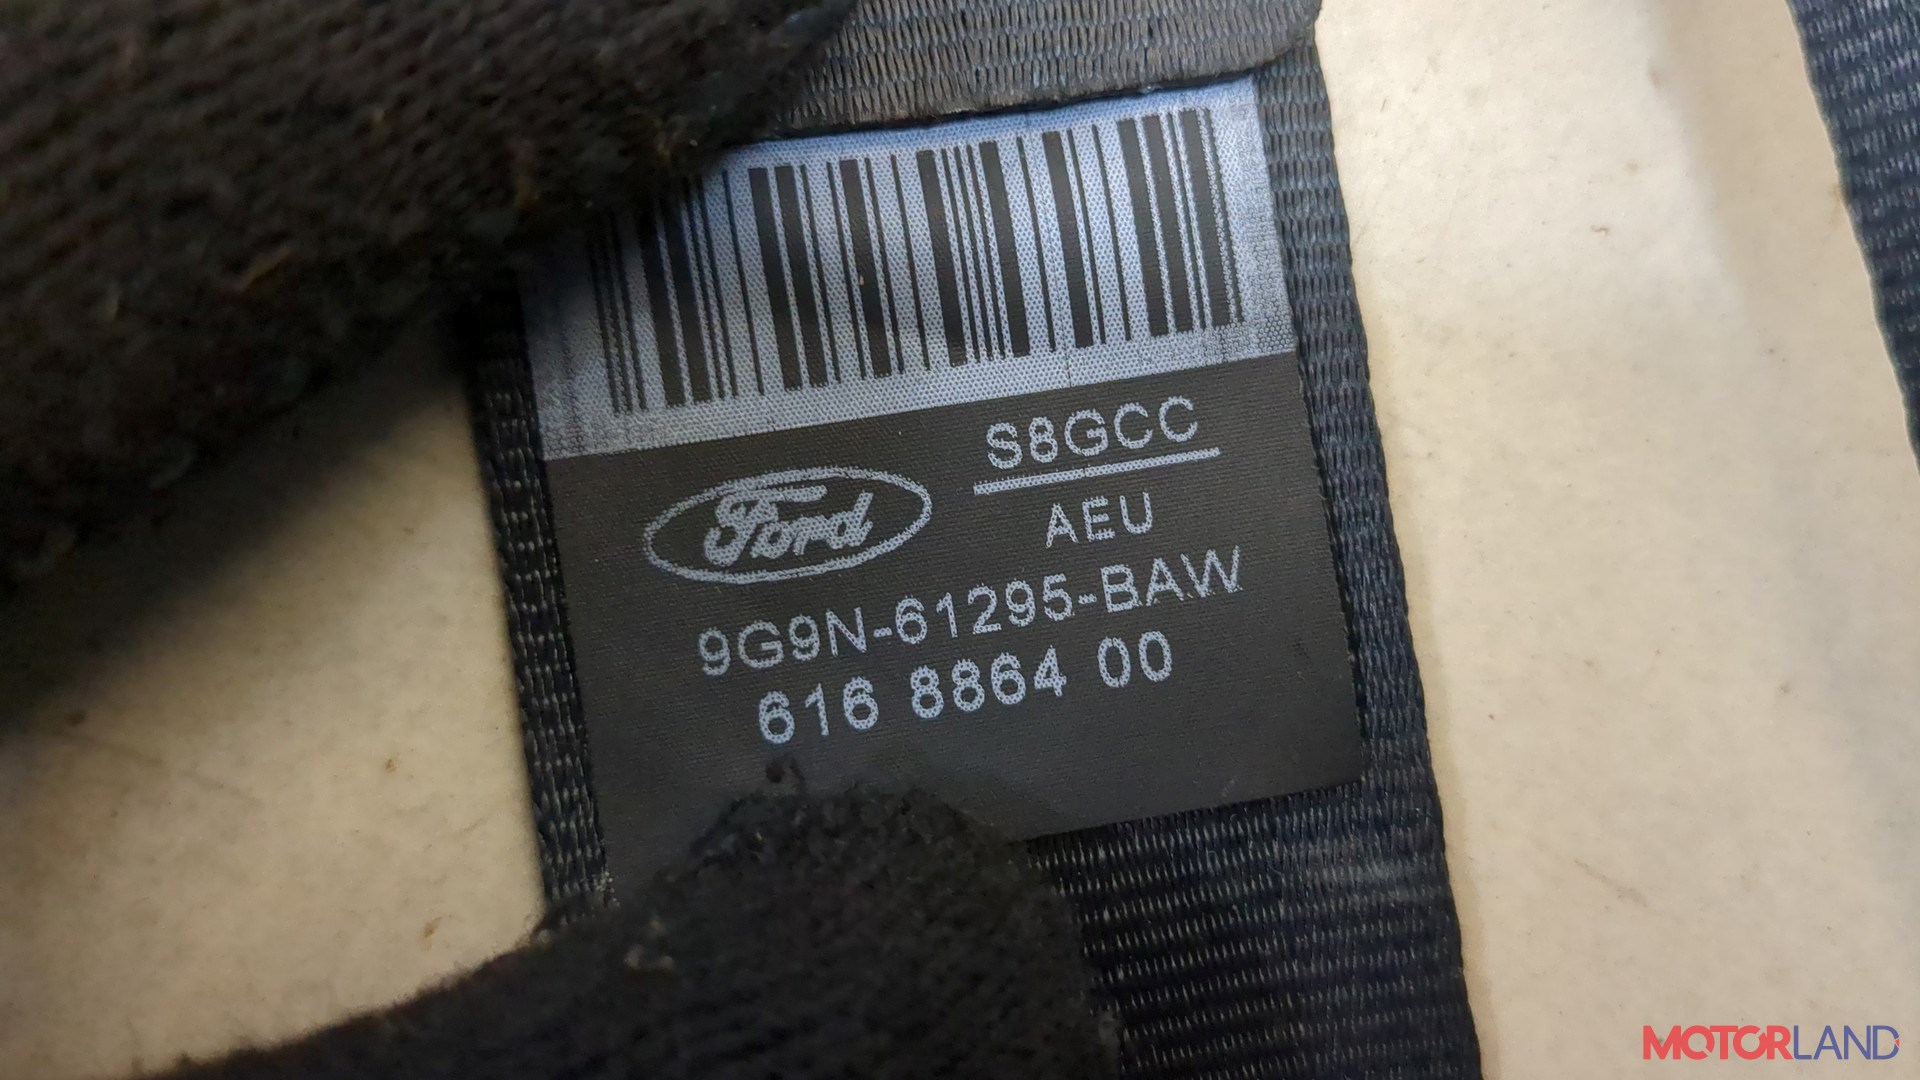 S8GCC
Ford
AEU
9G9N-61295-BAW
616 8864 00
MOTORLAND